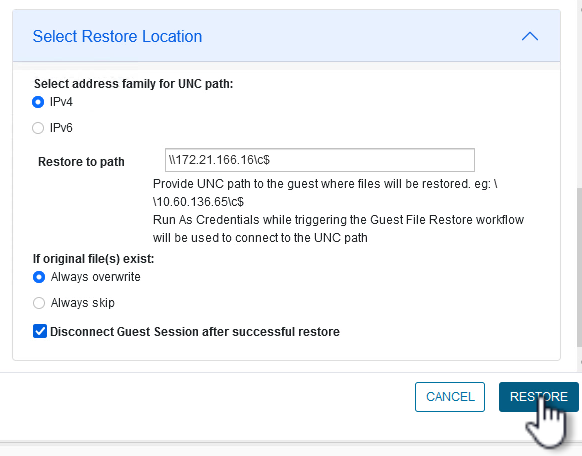 Select Restore Location
Select address family for UNC path:
IPv4
IPv6
Restore to path
\\172.21.166.16\c$
Provide UNC path to the guest where files will be restored. eg: \
\10.60.136.65\c$
Run As Credentials while triggering the Guest File Restore workflow
will be used to connect to the UNC path
If original file(s) exist:
Always overwrite
Always skip
Disconnect Guest Session after successful restore
CANCEL
RESTORE